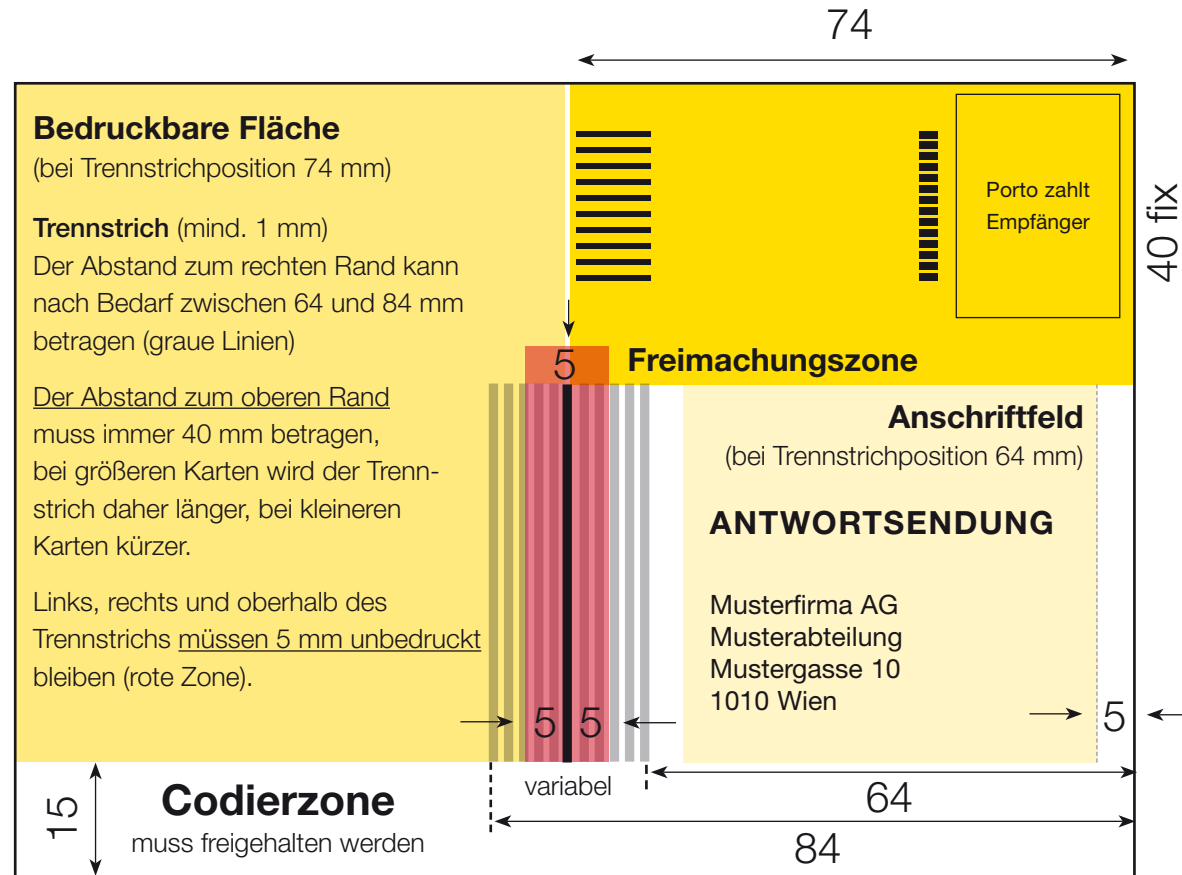 74
Bedruckbare Fläche
(bei Trennstrichposition 74 mm)
Trennstrich (mind. 1 mm)
Der Abstand zum rechten Rand kann
nach Bedarf zwischen 64 und 84 mm
betragen (graue Linien)
Der Abstand zum oberen Rand
muss immer 40 mm betragen,
bei größeren Karten wird der Trenn-
strich daher länger, bei kleineren
Karten kürzer.
Links, rechts und oberhalb des
Trennstrichs müssen 5 mm unbedruckt
bleiben (rote Zone).
Porto zahlt
Empfänger
40 fix
5
Freimachungszone
Anschriftfeld
(bei Trennstrichposition 64 mm)
ANTWORTSENDUNG
Musterfirma AG
Musterabteilung
Mustergasse 10
1010 Wien
5 5
5
15
Codierzone
muss freigehalten werden
variabel
64
84